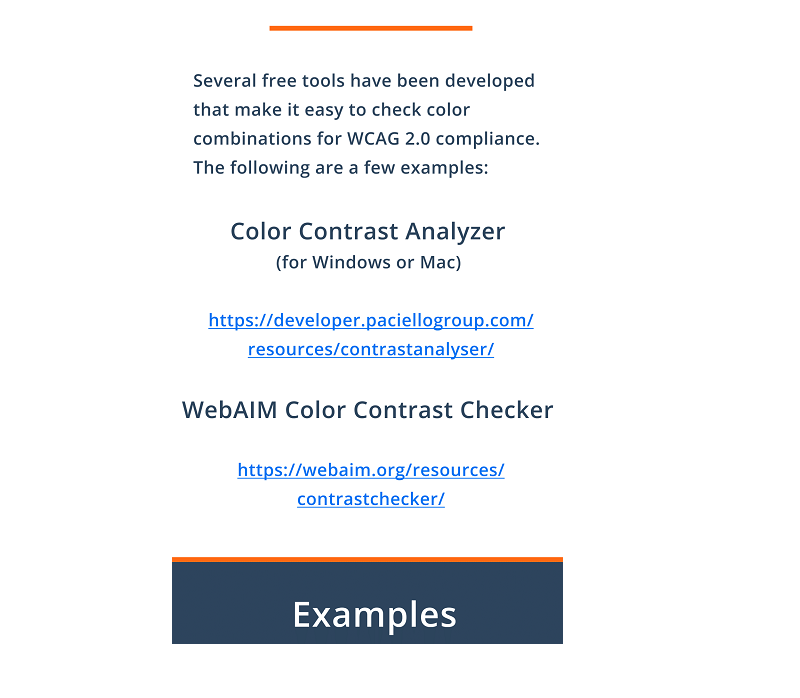 Several free tools have been developed
that make it easy to check color
combinations for WCAG 2.0 compliance.
The following are a few examples:
Color Contrast Analyzer
(for Windows or Mac)
https://developer.paciellogroup.com/
resources/contrastanalyser/
WebAIM Color Contrast Checker
https://webaim.org/resources/
contrastchecker/
Examples